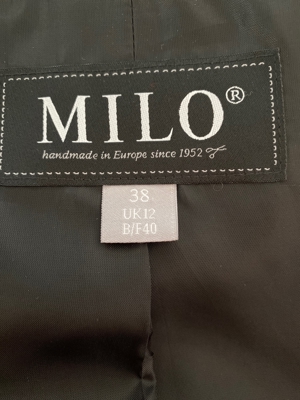 MILO®
handmade in Europe since 1952
38
UK12
B/F40